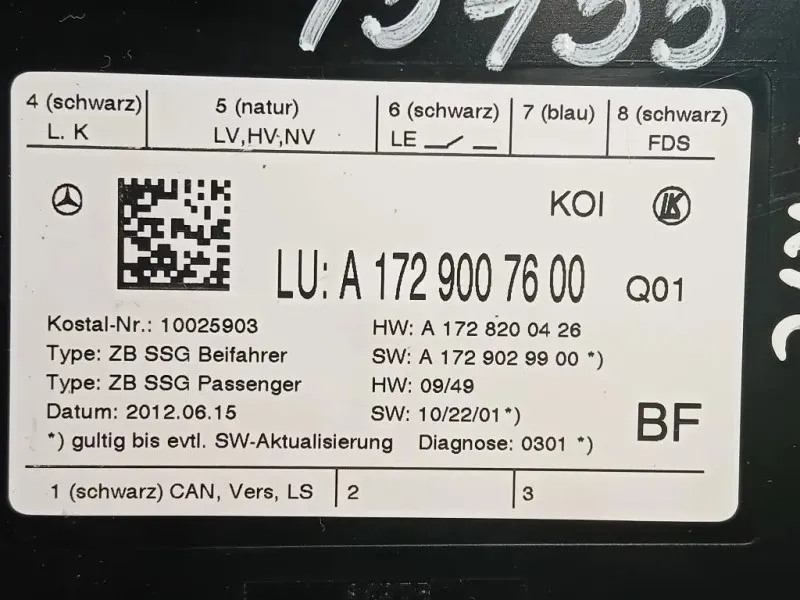 4 (schwarz) 5 (natur) 6 (schwarz) 7 (blau) 8 (schwarz)
L. K LV,HV,NV LE FDS
KOI
LU: A 172 900 76 00 Q01
Kostal-Nr.: 10025903 HW: A 172 820 04 26
Type: ZB SSG Beifahrer SW: A 172 902 99 00 *)
Type: ZB SSG Passenger HW: 09/49
Datum: 2012.06.15 SW: 10/22/01 *)
BF
*) gultig bis evtl. SW-Aktualisierung Diagnose: 0301 *)
1 (schwarz) CAN, Vers, LS 2 3